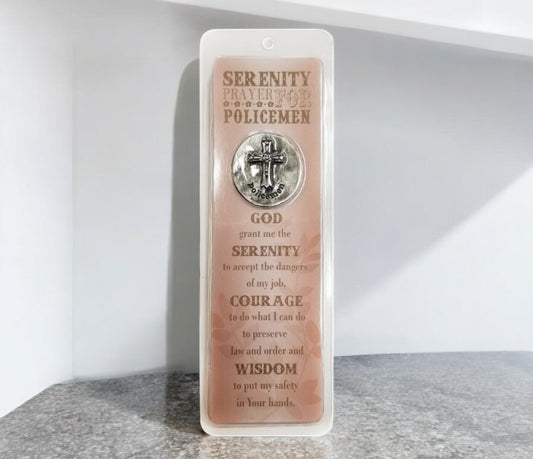 SERENITY
PRAYER FOR
POLICEMEN
Policemen
GOD
grant me the
SERENITY
to accept the dangers
of my job,
COURAGE
to do what I can do
to preserve
law and order and
WISDOM
to put my safety
in Your hands.